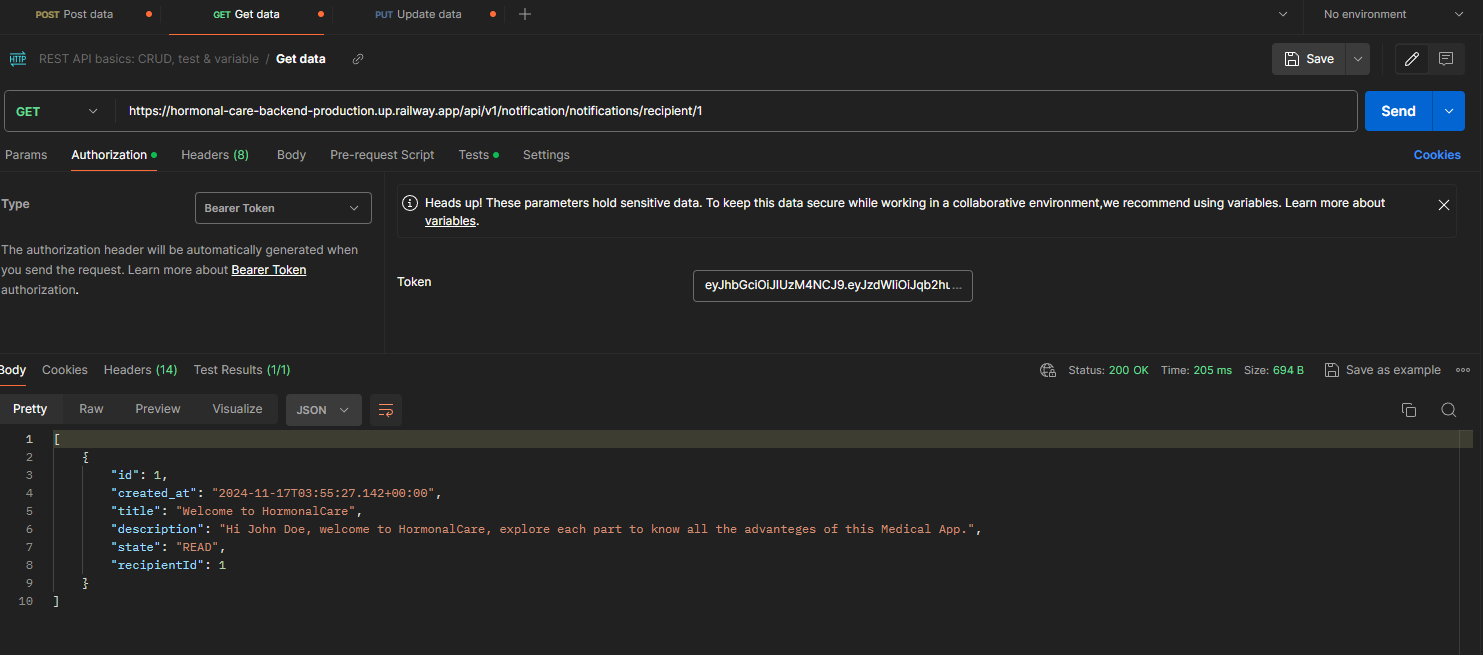 POST Post data GET Get data PUT Update data No environment
HTTP REST API basics: CRUD, test & variable / Get data Save
GET https://hormonal-care-backend-production.up.railway.app/api/v1/notification/notifications/recipient/1 Send
Params Authorization Headers (8) Body Pre-request Script Tests Settings Cookies
Type Bearer Token
The authorization header will be automatically generated when
you send the request. Learn more about Bearer Token
authorization.
Heads up! These parameters hold sensitive data. To keep this data secure while working in a collaborative environment,we recommend using variables. Learn more about
variables.
Token eyJhbGciOiJIUzM4NCJ9.eyJzdWIiOiJqb2hu...
Body Cookies Headers (14) Test Results (1/1) Status: 200 OK Time: 205 ms Size: 694 B Save as example
Pretty Raw Preview Visualize JSON
1 [
2 {
3 "id": 1,
4 "created_at": "2024-11-17T03:55:27.142+00:00",
5 "title": "Welcome to HormonalCare",
6 "description": "Hi John Doe, welcome to HormonalCare, explore each part to know all the advanteges of this Medical App.",
7 "state": "READ",
8 "recipientId": 1
9 }
10 ]